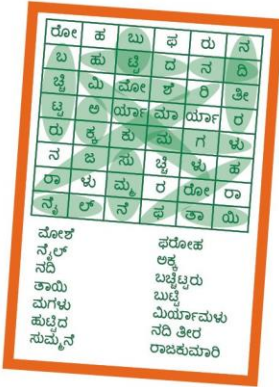 ರೋ ಹ ಬು ಫ ರು ನ
ಬ ಹು ಟ್ಟಿ ದ ನ ದಿ
ಚ್ಚಿ ಮಿ ಮೋ ಶೆ ರಿ ತೀ
ಟ್ಟ ಅ ರ್ಯಾ ಮಾ ರ್ಯಾ ರ
ರು ಕ್ಕ ಕು ಮ ಗ ಳು
ನ ಜ ಸು ಚ್ಚಿ ಳು ಹ
ರಾ ಳು ಮ್ಮ ರ ರೋ ರಾ
ನೈ ಲ್ ನೆ ಫ ತಾ ಯಿ
ಮೋಶೆ
ನೈಲ್
ನದಿ
ತಾಯಿ
ಮಗಳು
ಹುಟ್ಟಿದ
ಸುಮ್ಮನೆ
ಫರೋಹ
ಅಕ್ಕ
ಬಚ್ಚಿಟ್ಟರು
ಬುಟ್ಟಿ
ಮಿರ್ಯಾಮಳು
ನದಿ ತೀರ
ರಾಜಕುಮಾರಿ